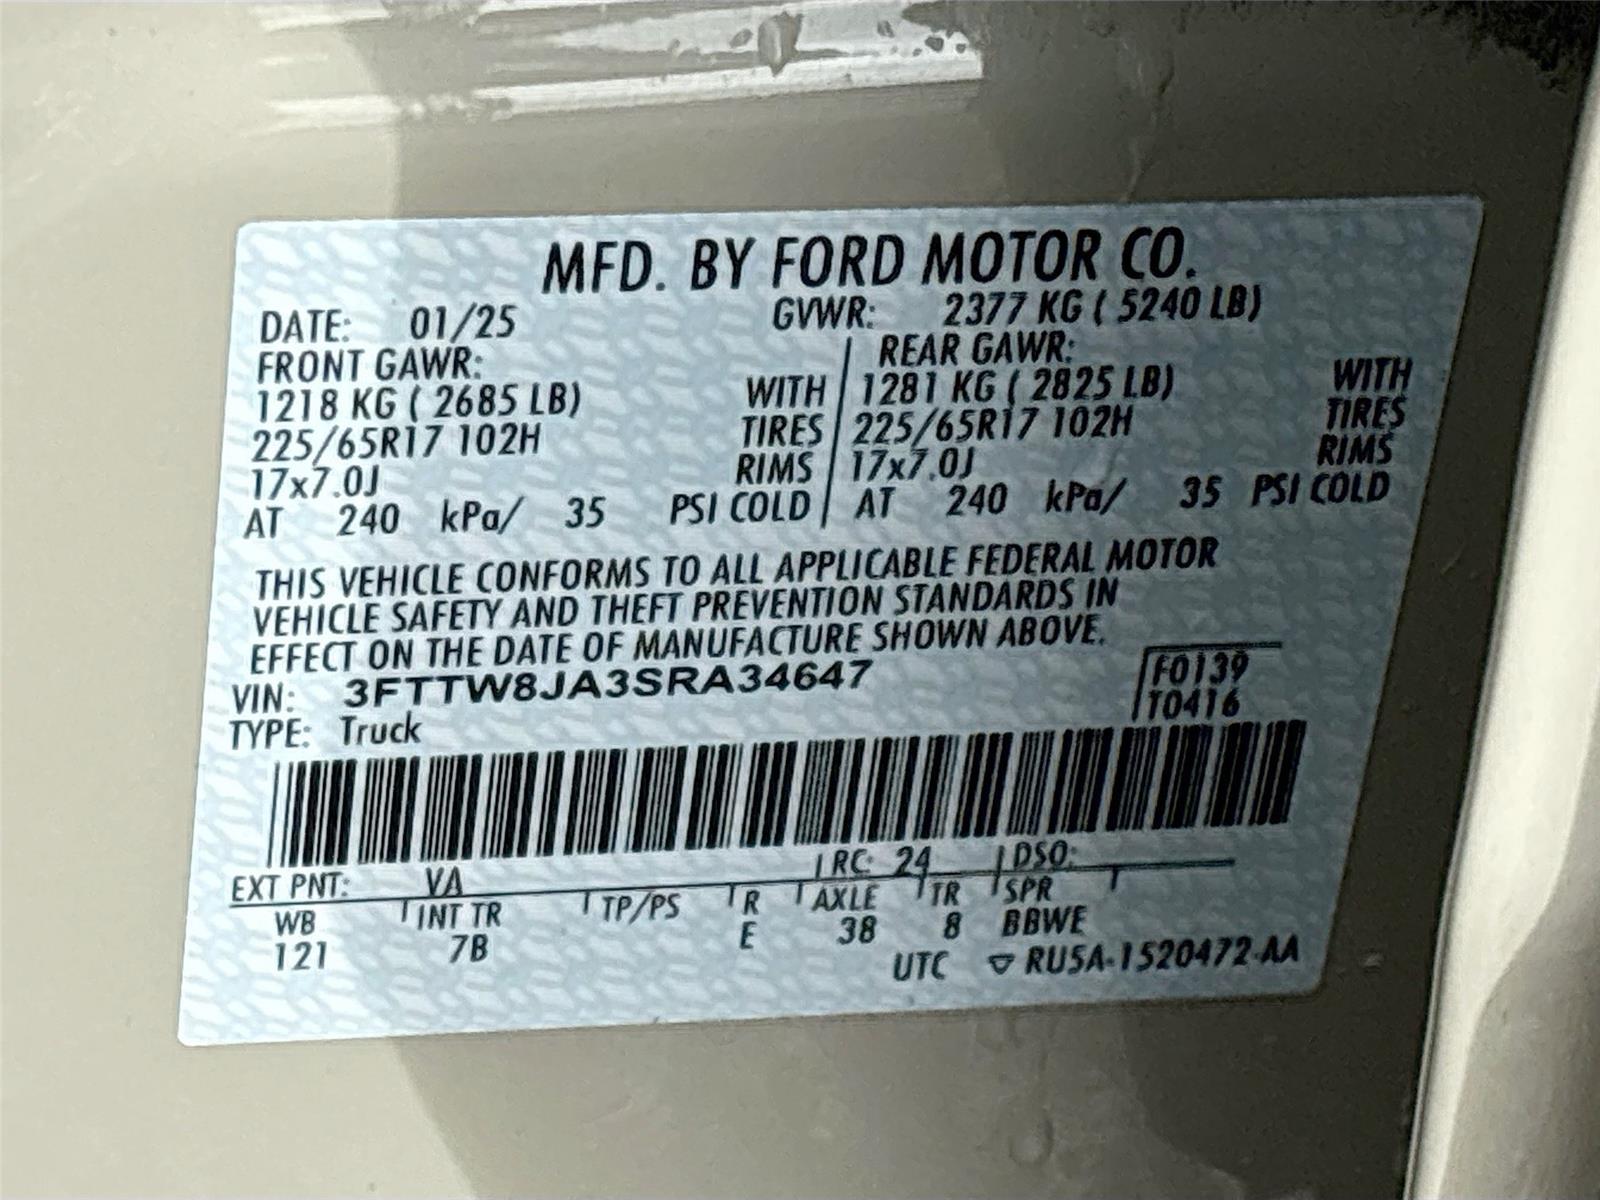 MFD. BY FORD MOTOR CO.
DATE: 01/25 GVWR: 2377 KG ( 5240 LB)
FRONT GAWR: REAR GAWR:
1218 KG ( 2685 LB) WITH 1281 KG ( 2825 LB) WITH
225/65R17 102H TIRES 225/65R17 102H TIRES
17x7.0J RIMS 17x7.0J RIMS
AT 240 kPa/ 35 PSI COLD AT 240 kPa/ 35 PSI COLD
THIS VEHICLE CONFORMS TO ALL APPLICABLE FEDERAL MOTOR
VEHICLE SAFETY AND THEFT PREVENTION STANDARDS IN
EFFECT ON THE DATE OF MANUFACTURE SHOWN ABOVE.
VIN: 3FTTW8JA3SRA34647 F0139
TYPE: Truck T0416
EXT PNT: VA RC: 24 DSO:
WB INT TR TP/PS R AXLE TR SPR
121 7B E 38 8 BBWE
UTC ▽ RU5A-1520472-AA